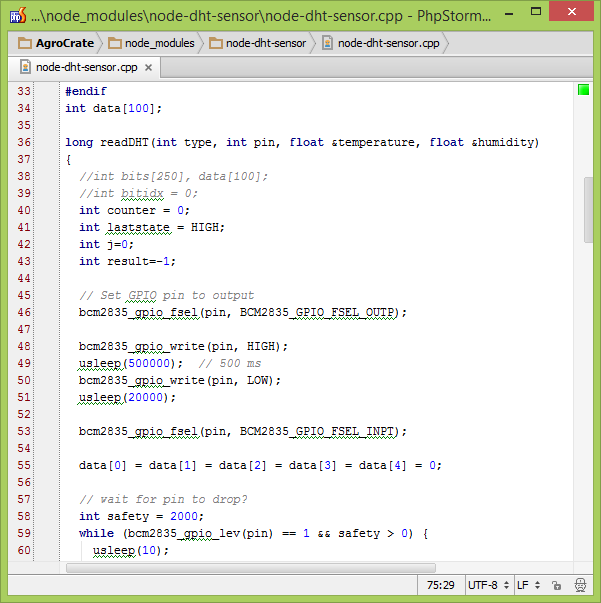 ...\node_modules\node-dht-sensor\node-dht-sensor.cpp - PhpStorm...
AgroCrate node_modules node-dht-sensor node-dht-sensor.cpp
node-dht-sensor.cpp
33 #endif
34 int data[100];
35
36 long readDHT(int type, int pin, float &temperature, float &humidity)
37 {
38 //int bits[250], data[100];
39 //int bitidx = 0;
40 int counter = 0;
41 int laststate = HIGH;
42 int j=0;
43 int result=-1;
44
45 // Set GPIO pin to output
46 bcm2835_gpio_fsel(pin, BCM2835_GPIO_FSEL_OUTP);
47
48 bcm2835_gpio_write(pin, HIGH);
49 usleep(500000); // 500 ms
50 bcm2835_gpio_write(pin, LOW);
51 usleep(20000);
52
53 bcm2835_gpio_fsel(pin, BCM2835_GPIO_FSEL_INPT);
54
55 data[0] = data[1] = data[2] = data[3] = data[4] = 0;
56
57 // wait for pin to drop?
58 int safety = 2000;
59 while (bcm2835_gpio_lev(pin) == 1 && safety > 0) {
60 usleep(10);
75:29 UTF-8 LF